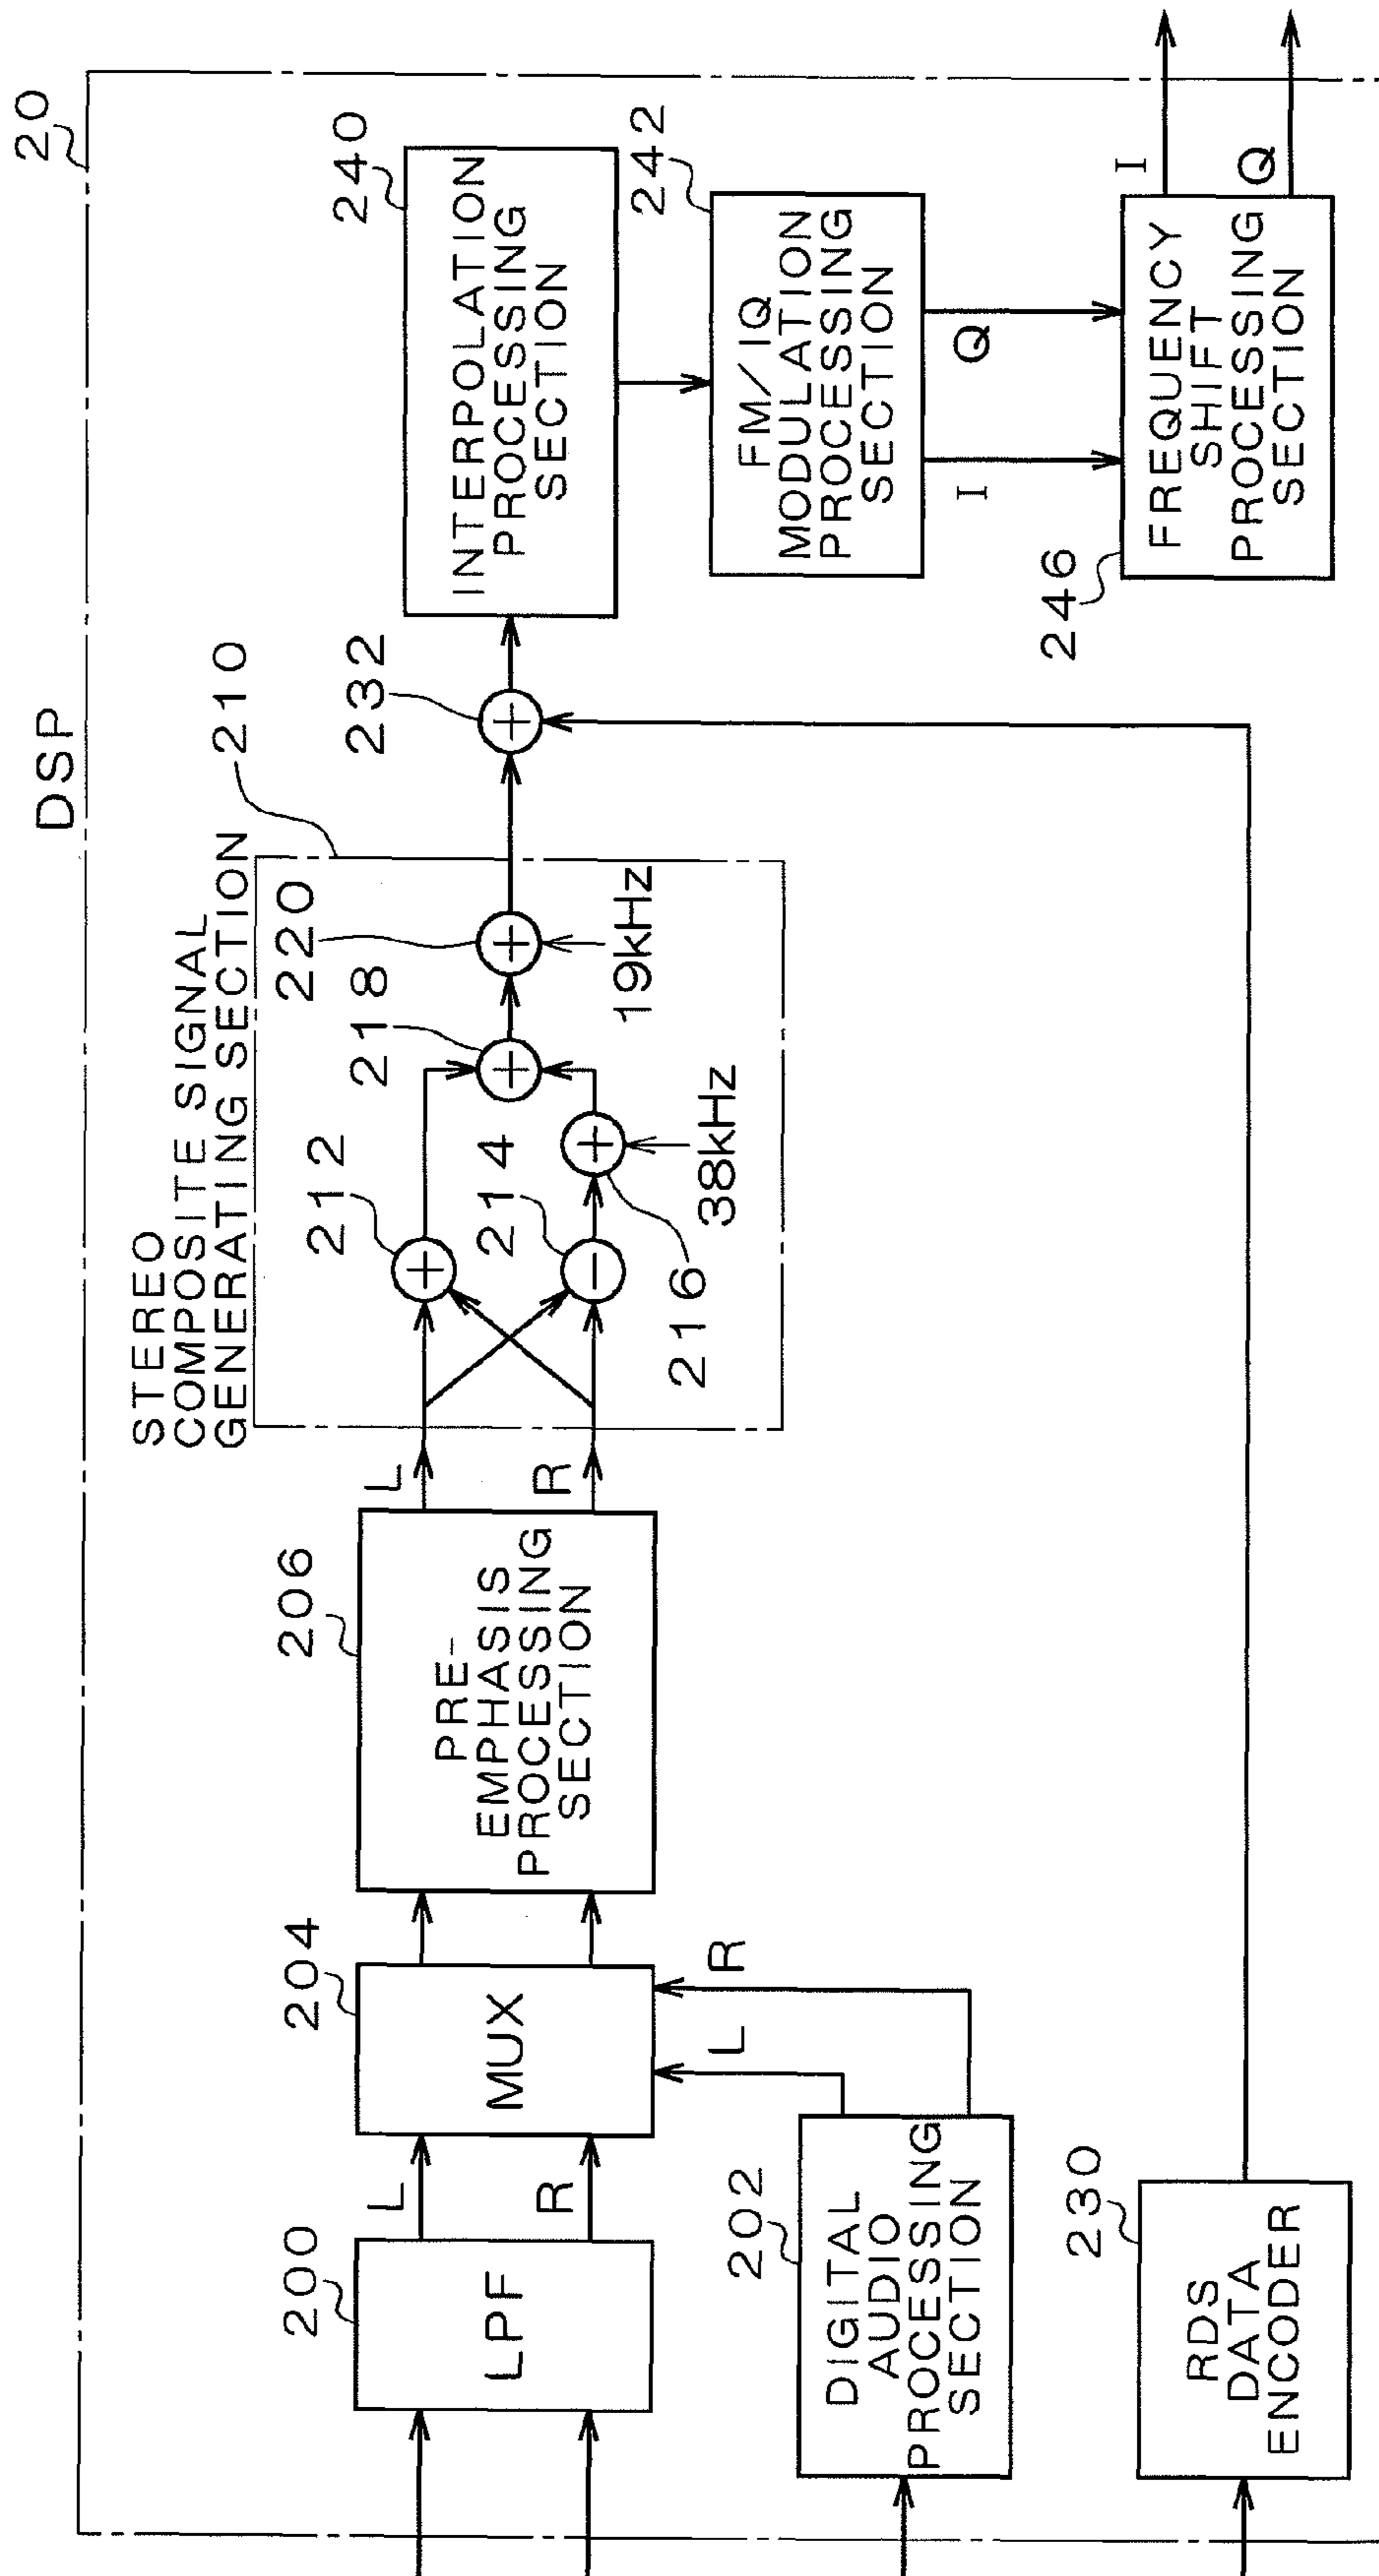 DSP
20
STEREO
COMPOSITE SIGNAL
GENERATING SECTION
210
200
LPF
L
R
204
MUX
L
R
202
DIGITAL
AUDIO
PROCESSING
SECTION
206
PRE-
EMPHASIS
PROCESSING
SECTION
L
R
212
+
214
−
216
+
38kHz
218
+
220
+
19kHz
232
+
230
RDS
DATA
ENCODER
240
INTERPOLATION
PROCESSING
SECTION
242
FM/IQ
MODULATION
PROCESSING
SECTION
I
Q
246
FREQUENCY
SHIFT
PROCESSING
SECTION
I
Q